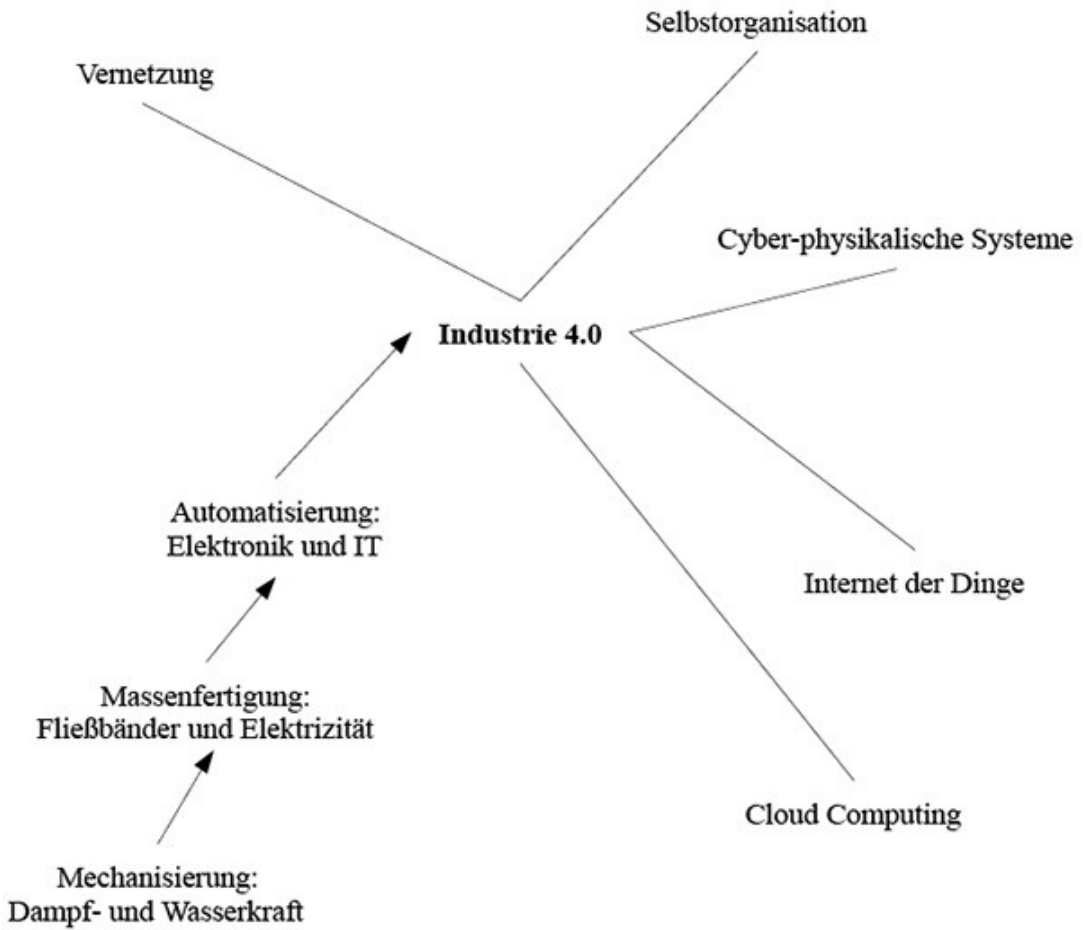 Selbstorganisation
Vernetzung
Cyber-physikalische Systeme
Industrie 4.0
Automatisierung:
Elektronik und IT
Internet der Dinge
Massenfertigung:
Fließbänder und Elektrizität
Cloud Computing
Mechanisierung:
Dampf- und Wasserkraft